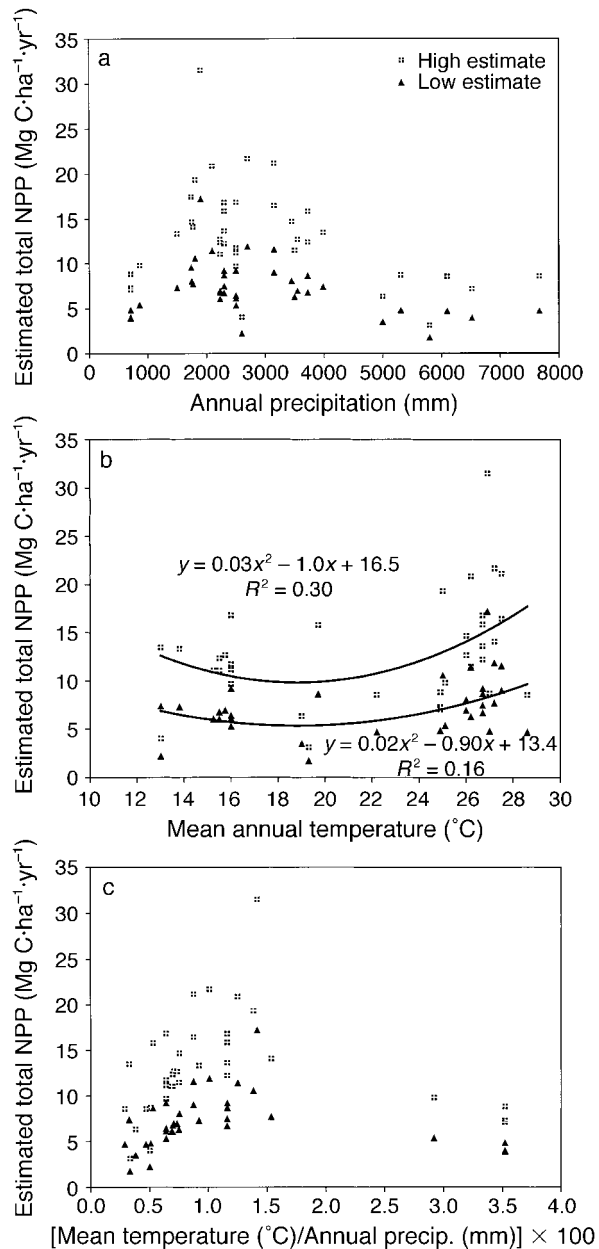 a
High estimate
Low estimate
Estimated total NPP (Mg C·ha⁻¹·yr⁻¹)
35
30
25
20
15
10
5
0
0 1000 2000 3000 4000 5000 6000 7000 8000
Annual precipitation (mm)
b
Estimated total NPP (Mg C·ha⁻¹·yr⁻¹)
35
30
25
20
15
10
5
0
y = 0.03x² − 1.0x + 16.5
R² = 0.30
y = 0.02x² − 0.90x + 13.4
R² = 0.16
10 12 14 16 18 20 22 24 26 28 30
Mean annual temperature (˚C)
c
Estimated total NPP (Mg C·ha⁻¹·yr⁻¹)
35
30
25
20
15
10
5
0
0.0 0.5 1.0 1.5 2.0 2.5 3.0 3.5 4.0
[Mean temperature (˚C)/Annual precip. (mm)] × 100